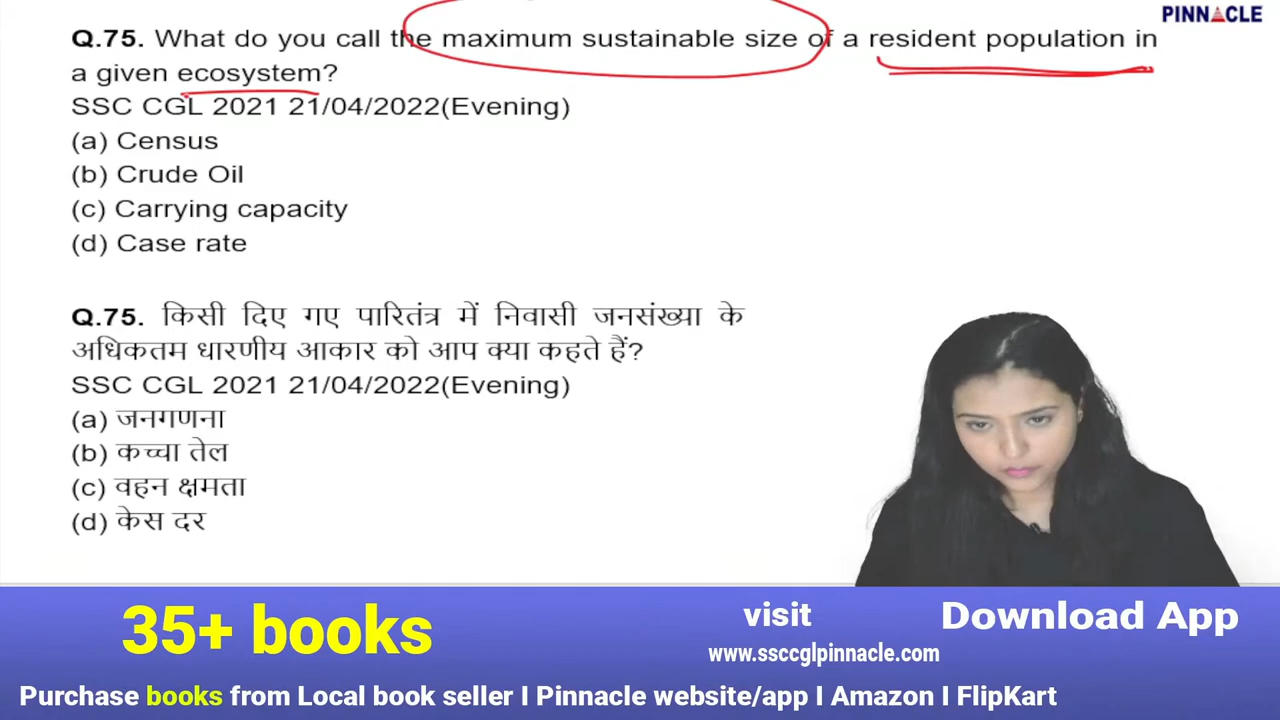 PINNACLE
Q.75. What do you call the maximum sustainable size of a resident population in
a given ecosystem?
SSC CGL 2021 21/04/2022(Evening)
(a) Census
(b) Crude Oil
(c) Carrying capacity
(d) Case rate
Q.75. किसी दिए गए पारितंत्र में निवासी जनसंख्या के
अधिकतम धारणीय आकार को आप क्या कहते हैं?
SSC CGL 2021 21/04/2022(Evening)
(a) जनगणना
(b) कच्चा तेल
(c) वहन क्षमता
(d) केस दर
35+ books
visit
www.ssccglpinnacle.com
Download App
Purchase books from Local book seller I Pinnacle website/app I Amazon I FlipKart